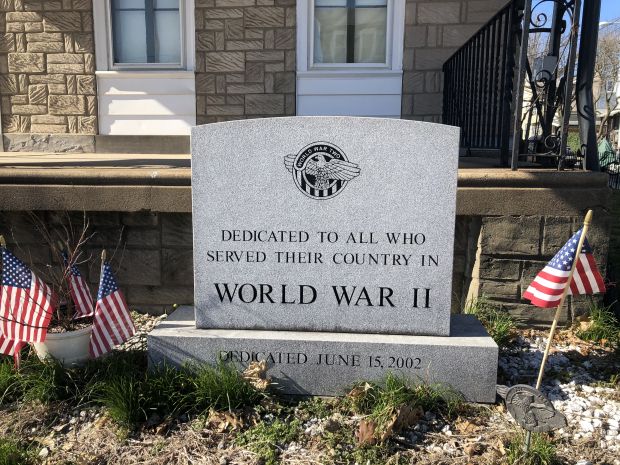 WORLD WAR TWO
DEDICATED TO ALL WHO
SERVED THEIR COUNTRY IN
WORLD WAR II
DEDICATED JUNE 15, 2002